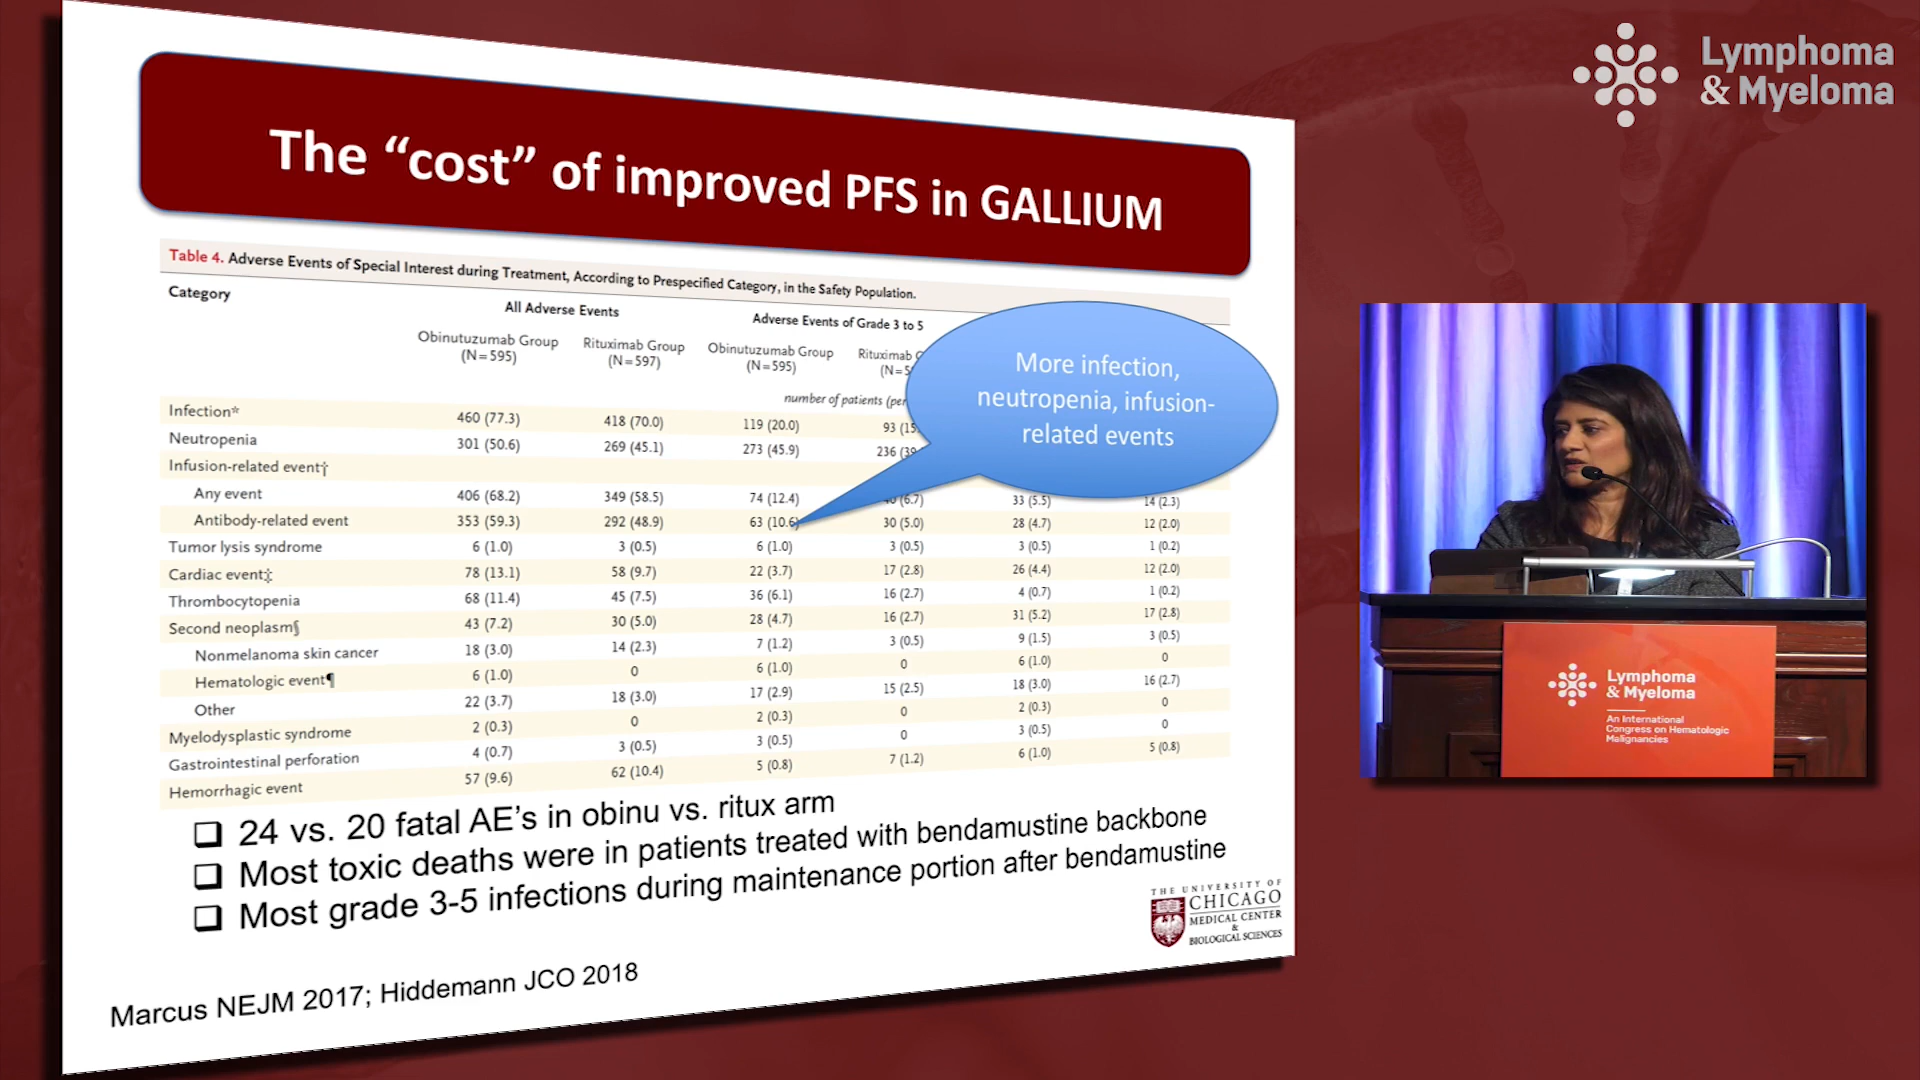 Lymphoma
& Myeloma
The “cost” of improved PFS in GALLIUM
Table 4. Adverse Events of Special Interest during Treatment, According to Prespecified Category, in the Safety Population.
Category All Adverse Events Adverse Events of Grade 3 to 5
Obinutuzumab Group (N=595) Rituximab Group (N=597) Obinutuzumab Group (N=595) Rituximab
number of patients
Infection* 460 (77.3) 418 (70.0) 119 (20.0) 93
Neutropenia 301 (50.6) 269 (45.1) 273 (45.9) 236
Infusion-related event†
Any event 406 (68.2) 349 (58.5) 74 (12.4) (6.7) 33 (5.5) 14 (2.3)
Antibody-related event 353 (59.3) 292 (48.9) 63 (10.6) 30 (5.0) 28 (4.7) 12 (2.0)
Tumor lysis syndrome 6 (1.0) 3 (0.5) 6 (1.0) 3 (0.5) 3 (0.5) 1 (0.2)
Cardiac event‡ 78 (13.1) 58 (9.7) 22 (3.7) 17 (2.8) 26 (4.4) 12 (2.0)
Thrombocytopenia 68 (11.4) 45 (7.5) 36 (6.1) 16 (2.7) 4 (0.7) 1 (0.2)
Second neoplasm§ 43 (7.2) 30 (5.0) 28 (4.7) 16 (2.7) 31 (5.2) 17 (2.8)
Nonmelanoma skin cancer 18 (3.0) 14 (2.3) 7 (1.2) 3 (0.5) 9 (1.5) 3 (0.5)
Hematologic event¶ 6 (1.0) 0 6 (1.0) 0 6 (1.0) 0
Other 22 (3.7) 18 (3.0) 17 (2.9) 15 (2.5) 18 (3.0) 16 (2.7)
Myelodysplastic syndrome 2 (0.3) 0 2 (0.3) 0 2 (0.3) 0
Gastrointestinal perforation 4 (0.7) 3 (0.5) 3 (0.5) 0 3 (0.5) 0
Hemorrhagic event 57 (9.6) 62 (10.4) 5 (0.8) 7 (1.2) 6 (1.0) 5 (0.8)
More infection,
neutropenia, infusion-
related events
❑ 24 vs. 20 fatal AE’s in obinu vs. ritux arm
❑ Most toxic deaths were in patients treated with bendamustine backbone
❑ Most grade 3-5 infections during maintenance portion after bendamustine
THE UNIVERSITY OF
CHICAGO
MEDICAL CENTER
&
BIOLOGICAL SCIENCES
Marcus NEJM 2017; Hiddemann JCO 2018
Lymphoma
& Myeloma
An International
Congress on Hematologic
Malignancies